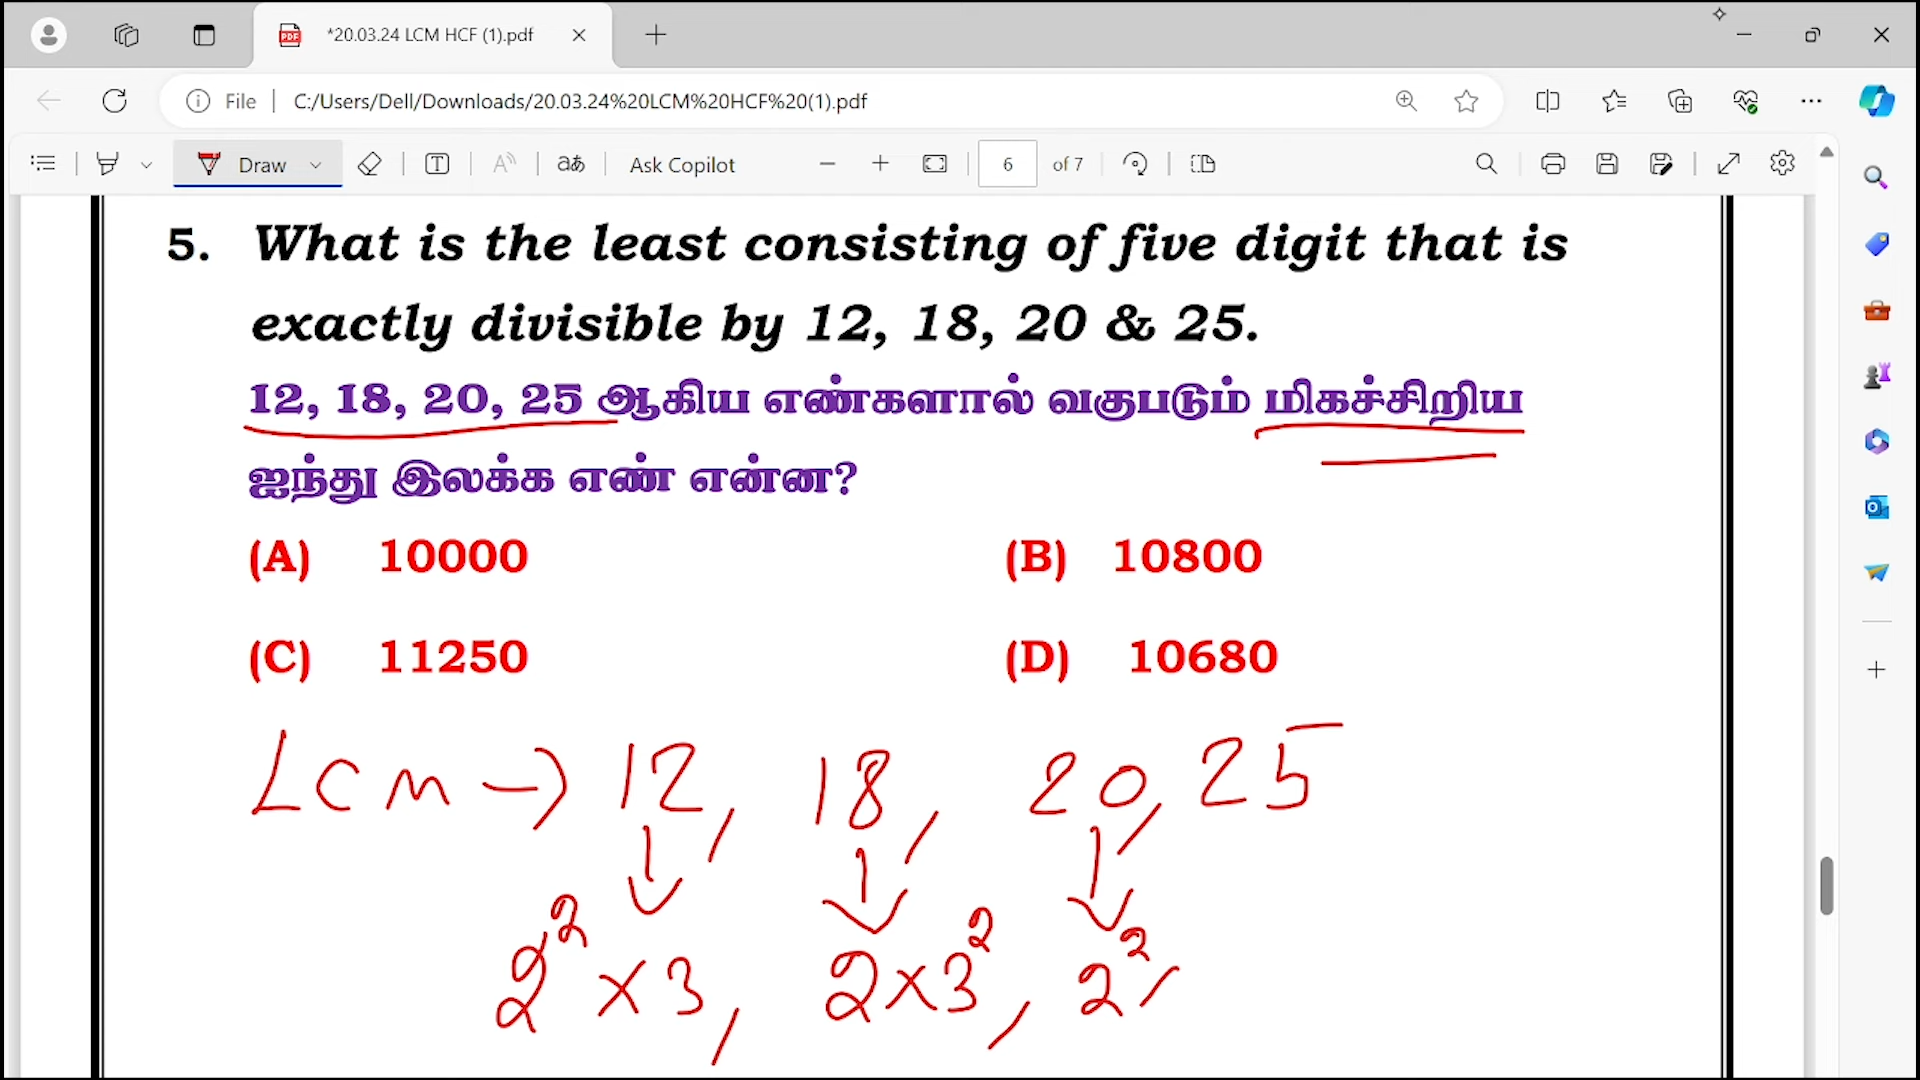 *20.03.24 LCM HCF (1).pdf
File | C:/Users/Dell/Downloads/20.03.24%20LCM%20HCF%20(1).pdf
Draw T aあ Ask Copilot 6 of 7
5. What is the least consisting of five digit that is
exactly divisible by 12, 18, 20 & 25.
12, 18, 20, 25 ஆகிய எண்களால் வகுபடும் மிகச்சிறிய
ஐந்து இலக்க எண் என்ன?
(A) 10000 (B) 10800
(C) 11250 (D) 10680
LCM → 12, 18, 20, 25
2² × 3, 2 × 3², 2²